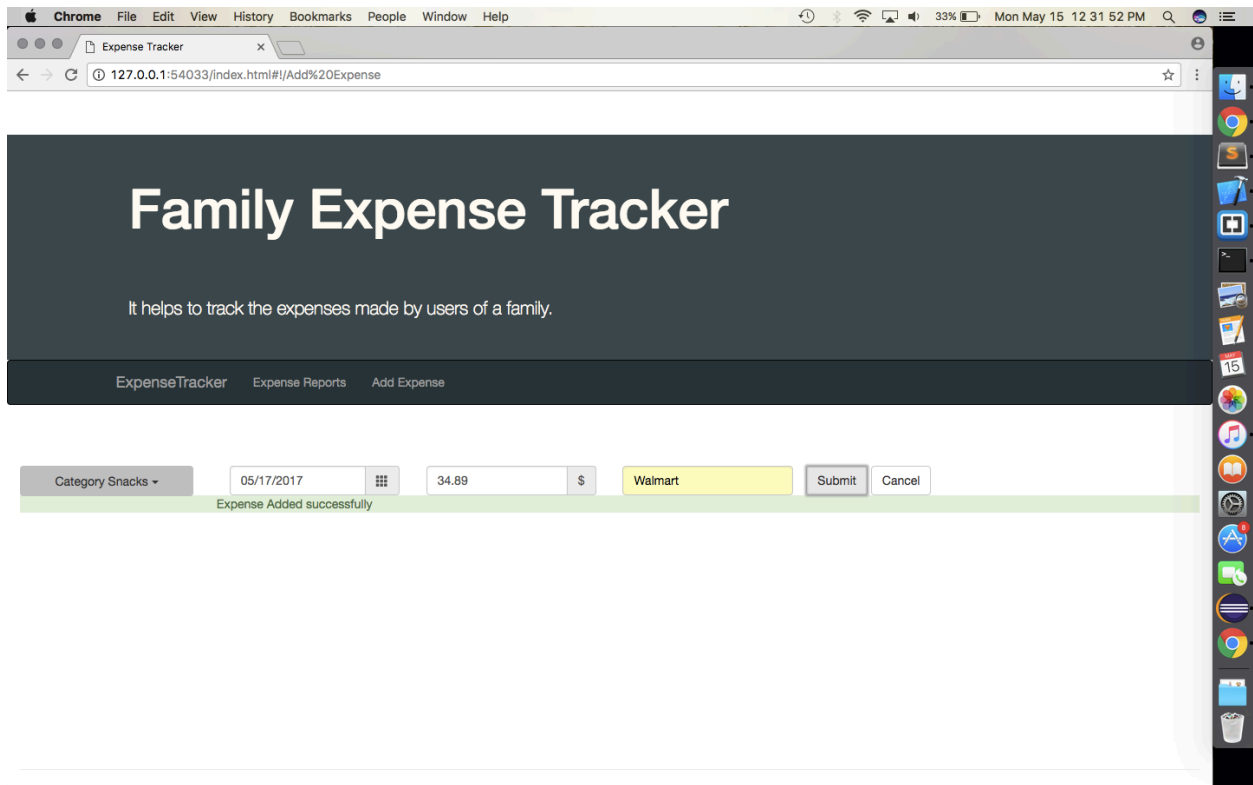 Chrome File Edit View History Bookmarks People Window Help 33% Mon May 15 12 31 52 PM
Expense Tracker
127.0.0.1:54033/index.html#!/Add%20Expense
Family Expense Tracker
It helps to track the expenses made by users of a family.
ExpenseTracker Expense Reports Add Expense
Category Snacks 05/17/2017 34.89 $ Walmart Submit Cancel
Expense Added successfully
S
>_
MAY
15
8